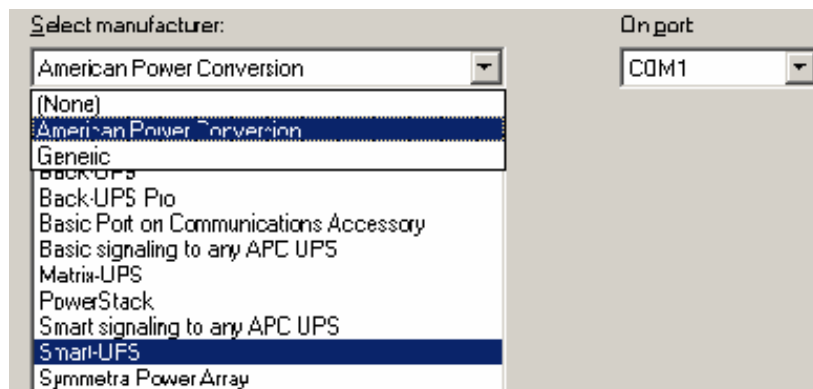 Select manufacturer:
On port
American Power Conversion
COM1
(None)
American Power Conversion
Generic
Back-UPS
Back-UPS Pro
Basic Port on Communications Accessory
Basic signaling to any APC UPS
Matrix-UPS
PowerStack
Smart signaling to any APC UPS
Smart-UPS
Symmetra Power Array